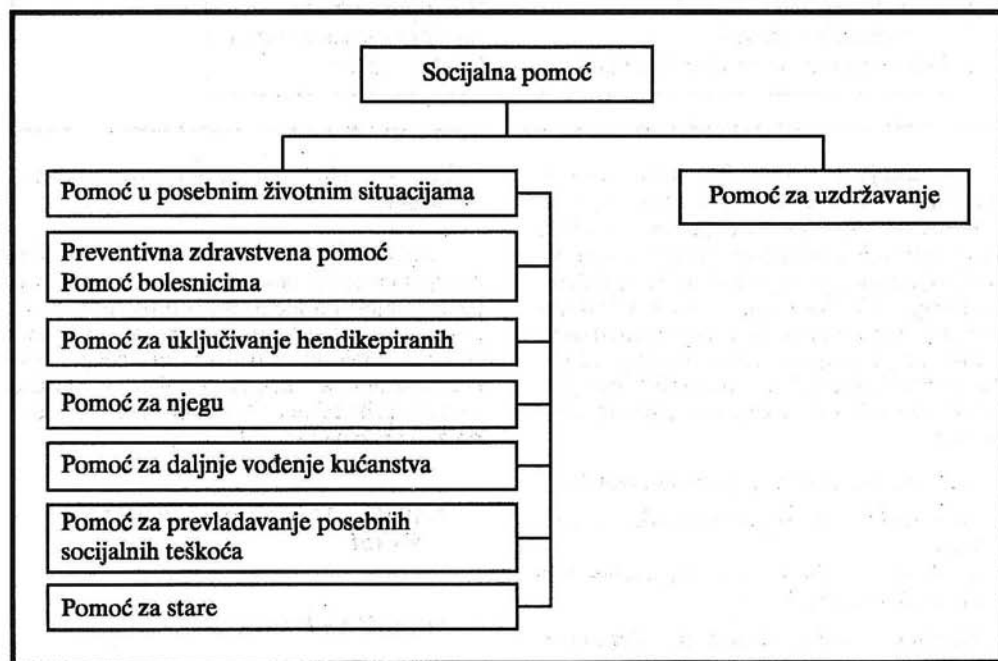 Socijalna pomoć
Pomoć u posebnim životnim situacijama
Pomoć za uzdržavanje
Preventivna zdravstvena pomoć
Pomoć bolesnicima
Pomoć za uključivanje hendikepiranih
Pomoć za njegu
Pomoć za daljnje vođenje kućanstva
Pomoć za prevladavanje posebnih
socijalnih teškoća
Pomoć za stare